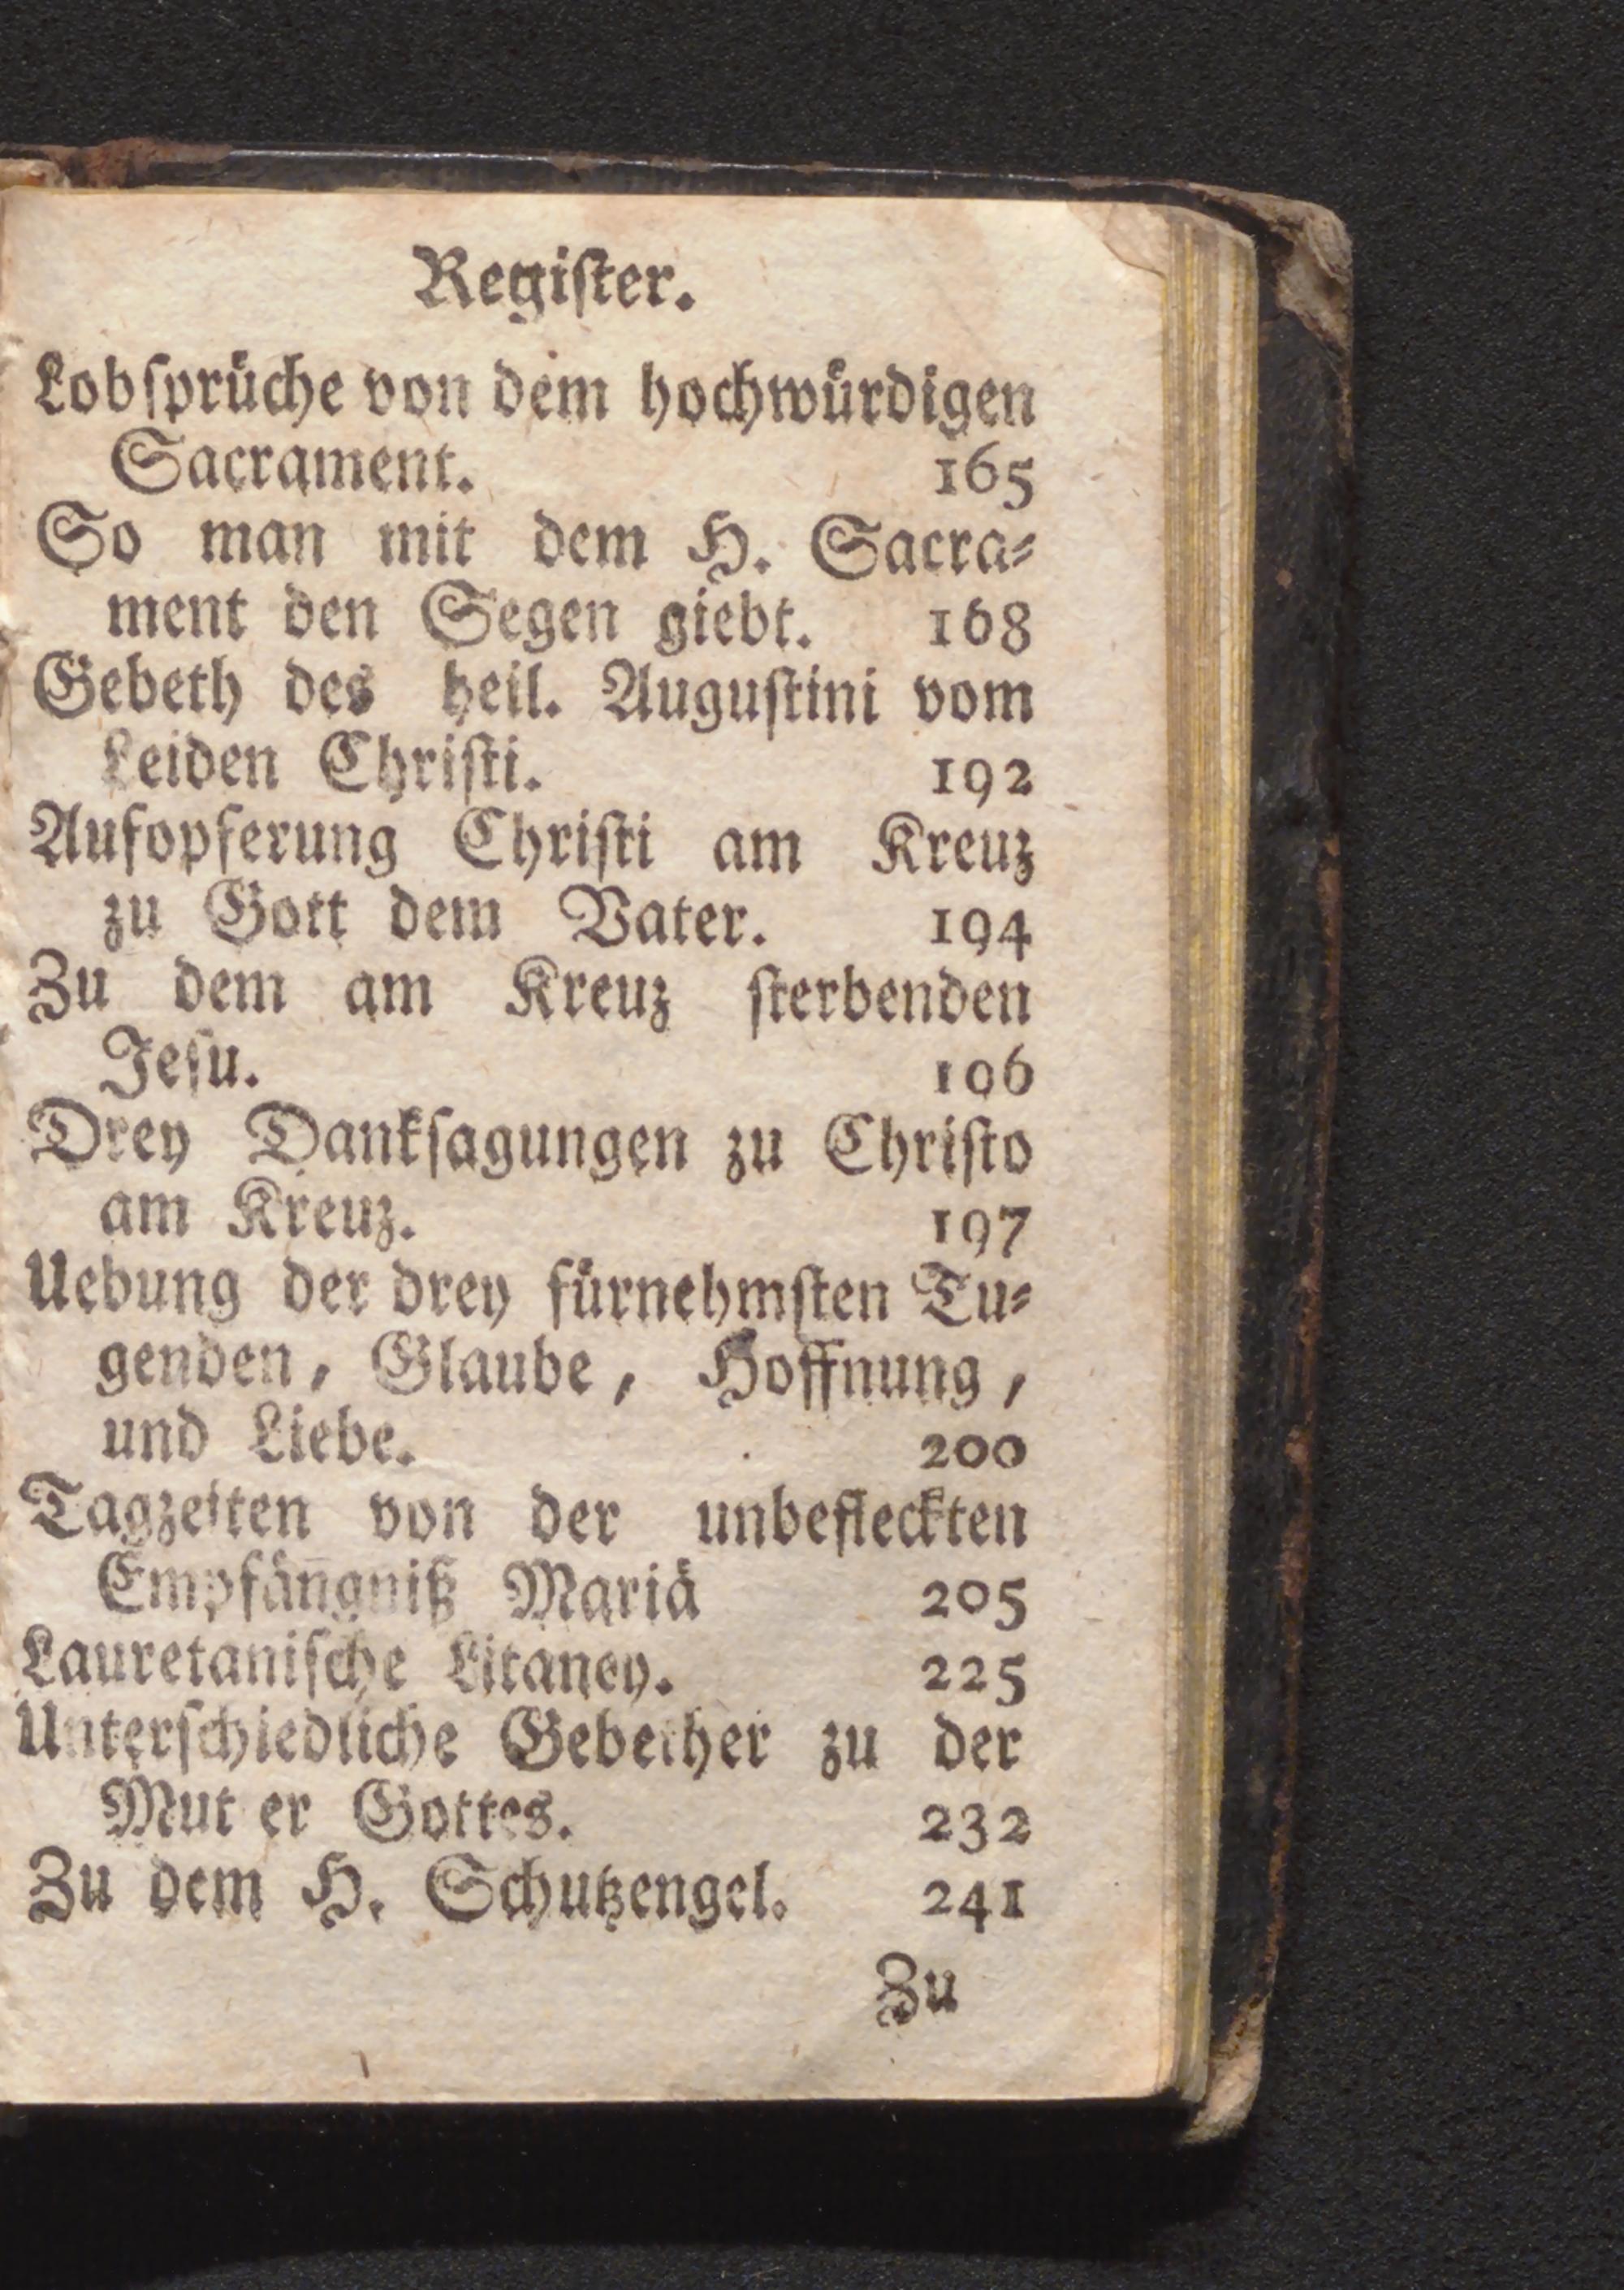 Register.
Lobsprüche von dem hochwürdigen
Sacrament. 165
So man mit dem H. Sacra-
ment den Segen giebt. 168
Gebeth des heil. Augustini vom
Leiden Christi. 192
Aufopferung Christi am Kreuz
zu Gott dem Vater. 194
Zu dem am Kreuz sterbenden
Jesu. 196
Drey Danksagungen zu Christo
am Kreuz. 197
Uebung der drey fürnehmsten Tu-
genden, Glaube, Hoffnung,
und Liebe. 200
Tagzeiten von der unbefleckten
Empfän̄gniß Mariä 205
Lauretanische Litaney. 225
Unterschiedliche Gebether zu der
Mut er Gottes. 232
Zu dem H. Schutzengel. 241
Zu